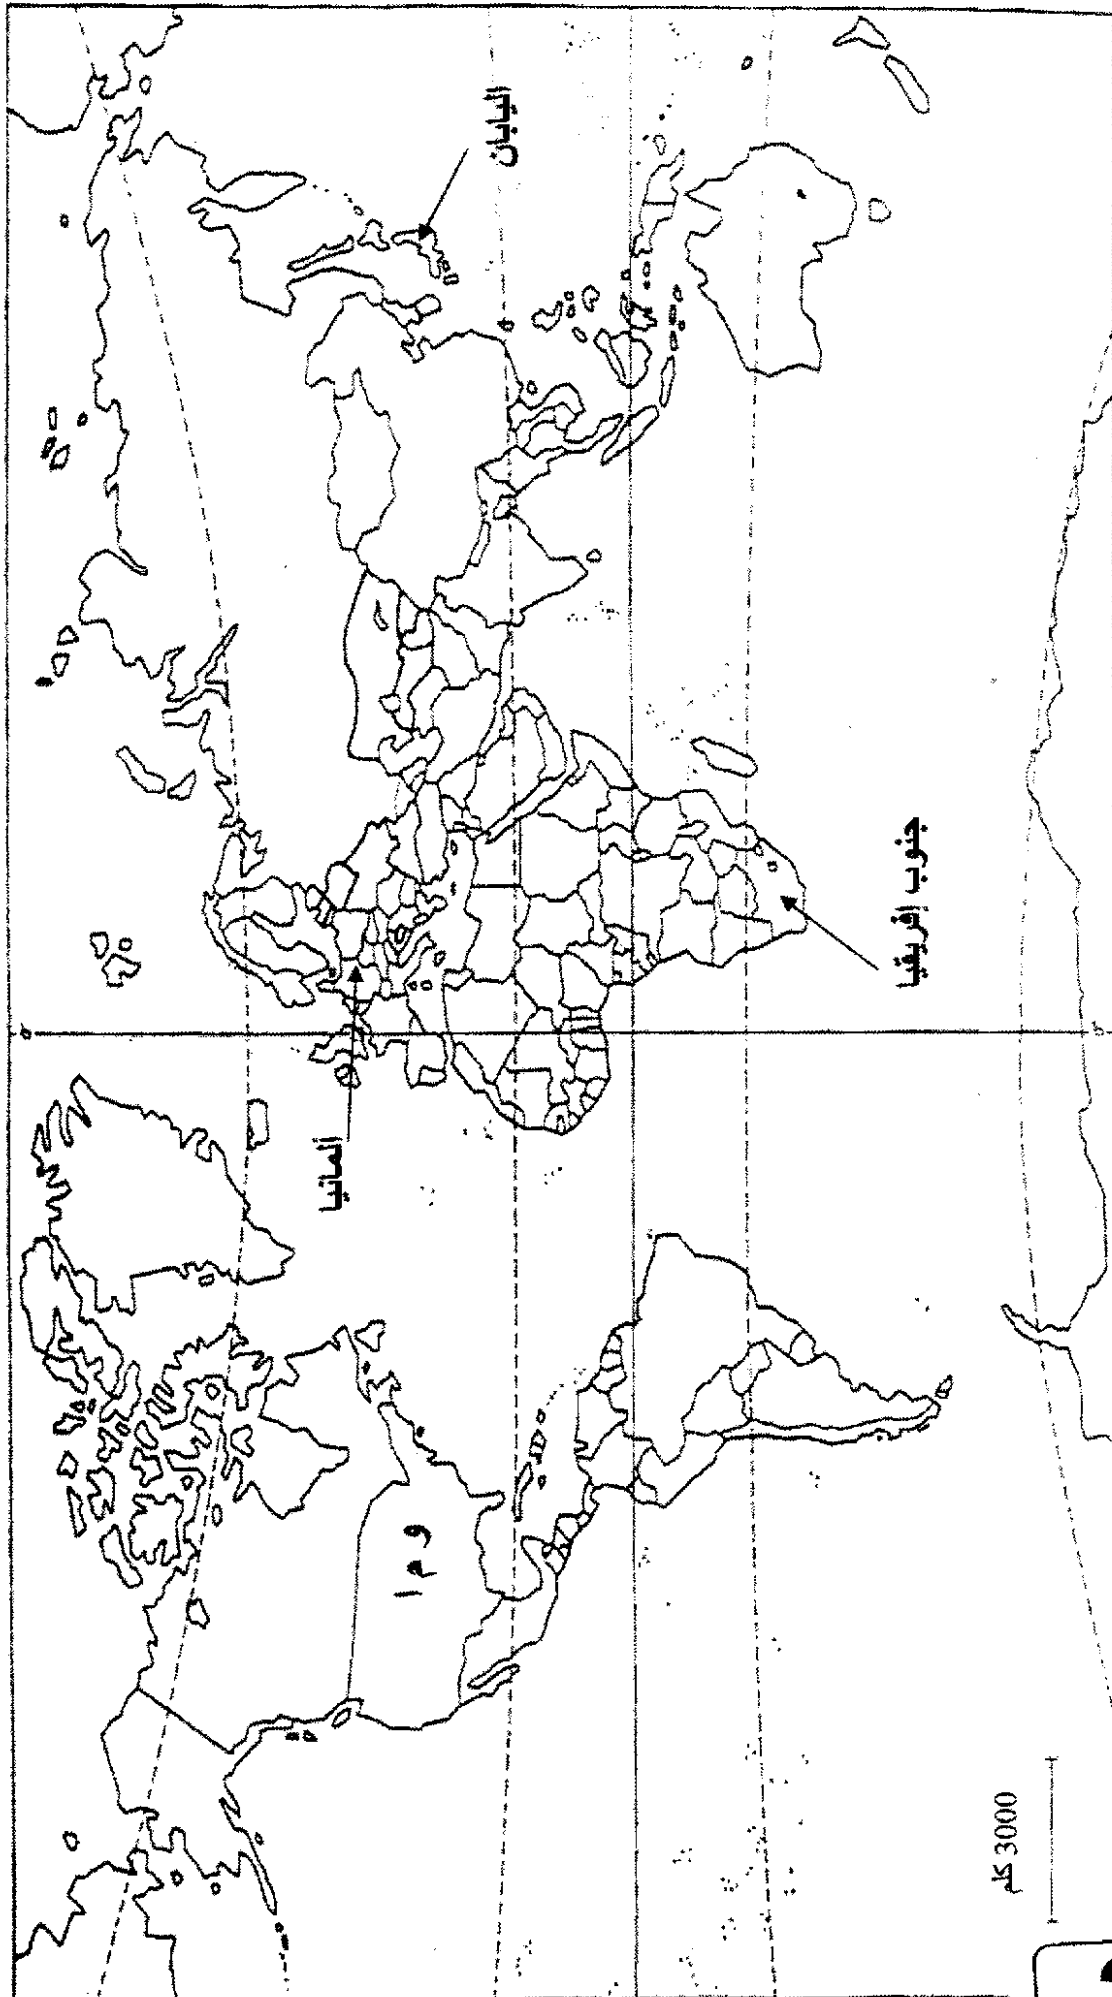 اليابان
ألمانيا
و م ا
جنوب إفريقيا
3000 كلم